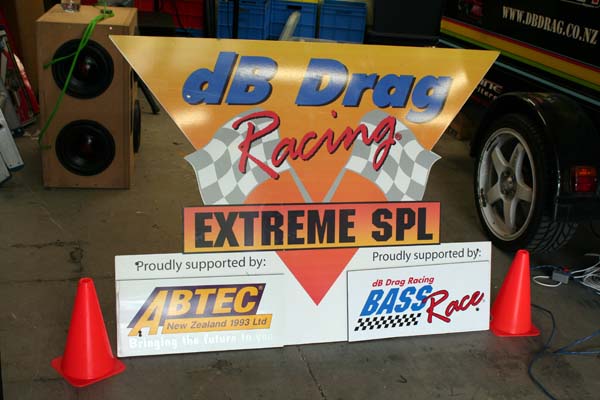 WWW.DBDRAG.CO.NZ
dB Drag
Racing
EXTREME SPL
Proudly supported by:
ABTEC
New Zealand 1993 Ltd
Bringing the future to you
Proudly supported by:
dB Drag Racing
BASS
Race